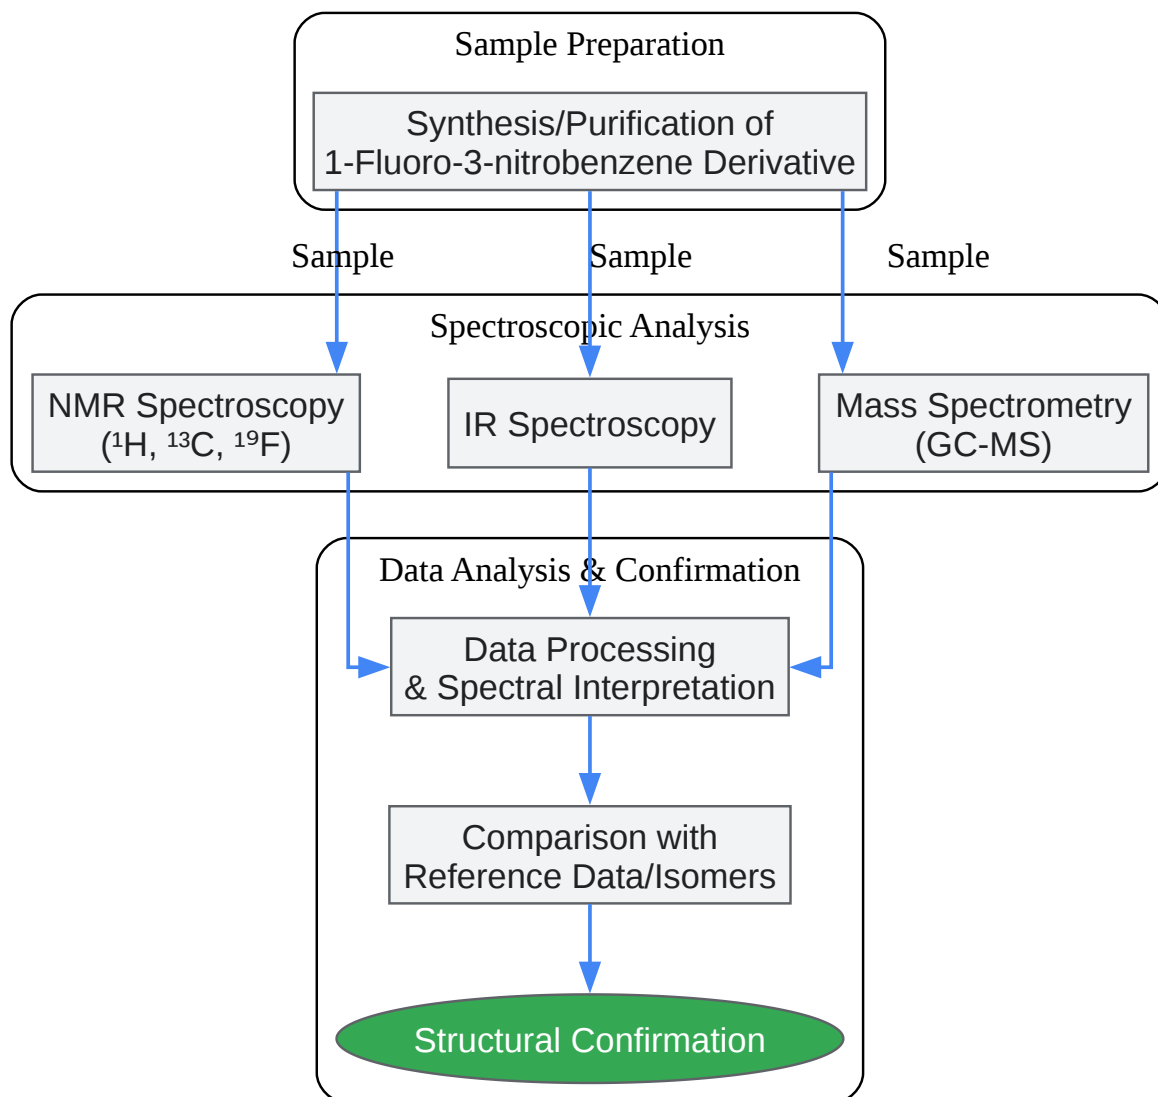 Sample Preparation
Synthesis/Purification of
1-Fluoro-3-nitrobenzene Derivative
Sample
Sample
Sample
Spectroscopic Analysis
NMR Spectroscopy
(¹H, ¹³C, ¹⁹F)
IR Spectroscopy
Mass Spectrometry
(GC-MS)
Data Analysis & Confirmation
Data Processing
& Spectral Interpretation
Comparison with
Reference Data/Isomers
Structural Confirmation